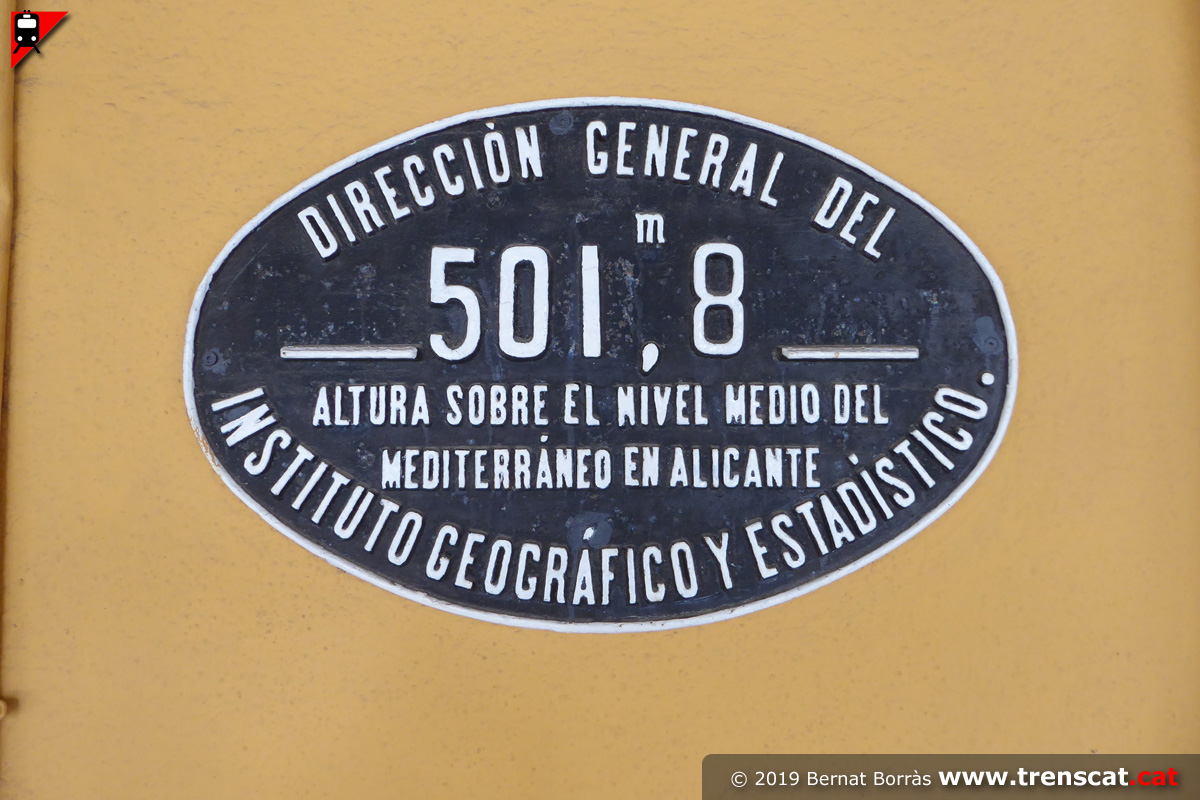 DIRECCIÓN GENERAL DEL
501,m8
ALTURA SOBRE EL NIVEL MEDIO DEL
MEDITERRÁNEO EN ALICANTE
INSTITUTO GEOGRÁFICO Y ESTADÍSTICO.
© 2019 Bernat Borràs www.trenscat.cat